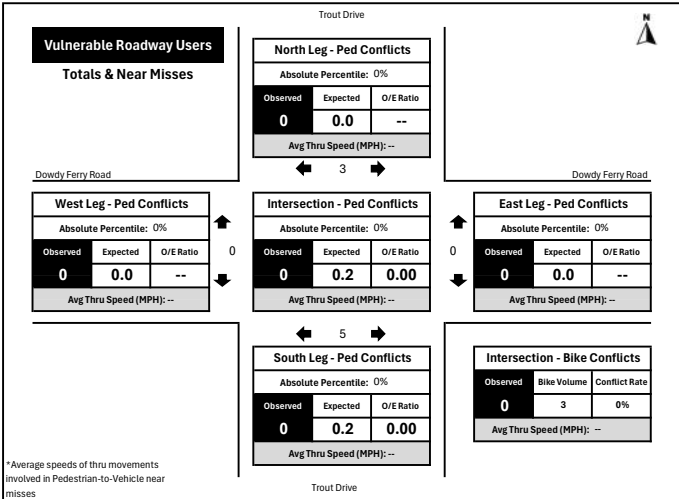 Trout Drive
N
Vulnerable Roadway Users
Totals & Near Misses
North Leg - Ped Conflicts
Absolute Percentile: 0%
Observed Expected O/E Ratio
0 0.0 --
Avg Thru Speed (MPH): --
3
Dowdy Ferry Road
Dowdy Ferry Road
West Leg - Ped Conflicts
Absolute Percentile: 0%
Observed Expected O/E Ratio
0 0.0 --
Avg Thru Speed (MPH): --
0
Intersection - Ped Conflicts
Absolute Percentile: 0%
Observed Expected O/E Ratio
0 0.2 0.00
Avg Thru Speed (MPH): --
0
East Leg - Ped Conflicts
Absolute Percentile: 0%
Observed Expected O/E Ratio
0 0.0 --
Avg Thru Speed (MPH): --
5
South Leg - Ped Conflicts
Absolute Percentile: 0%
Observed Expected O/E Ratio
0 0.2 0.00
Avg Thru Speed (MPH): --
Intersection - Bike Conflicts
Observed Bike Volume Conflict Rate
0 3 0%
Avg Thru Speed (MPH): --
*Average speeds of thru movements
involved in Pedestrian-to-Vehicle near
misses
Trout Drive